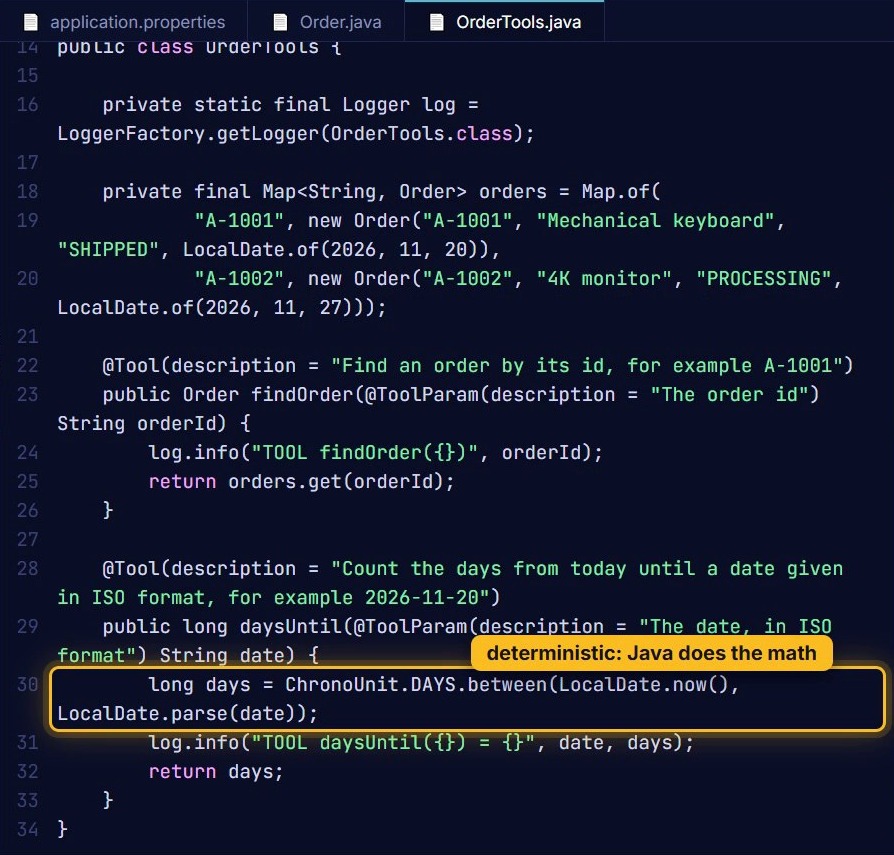 application.properties Order.java OrderTools.java
14 public class OrderTools {
15
16 private static final Logger log =
LoggerFactory.getLogger(OrderTools.class);
17
18 private final Map<String, Order> orders = Map.of(
19 "A-1001", new Order("A-1001", "Mechanical keyboard",
"SHIPPED", LocalDate.of(2026, 11, 20)),
20 "A-1002", new Order("A-1002", "4K monitor", "PROCESSING",
LocalDate.of(2026, 11, 27)));
21
22 @Tool(description = "Find an order by its id, for example A-1001")
23 public Order findOrder(@ToolParam(description = "The order id")
String orderId) {
24 log.info("TOOL findOrder({})", orderId);
25 return orders.get(orderId);
26 }
27
28 @Tool(description = "Count the days from today until a date given
in ISO format, for example 2026-11-20")
29 public long daysUntil(@ToolParam(description = "The date, in ISO
format") String date) {
deterministic: Java does the math
30 long days = ChronoUnit.DAYS.between(LocalDate.now(),
LocalDate.parse(date));
31 log.info("TOOL daysUntil({}) = {}", date, days);
32 return days;
33 }
34 }